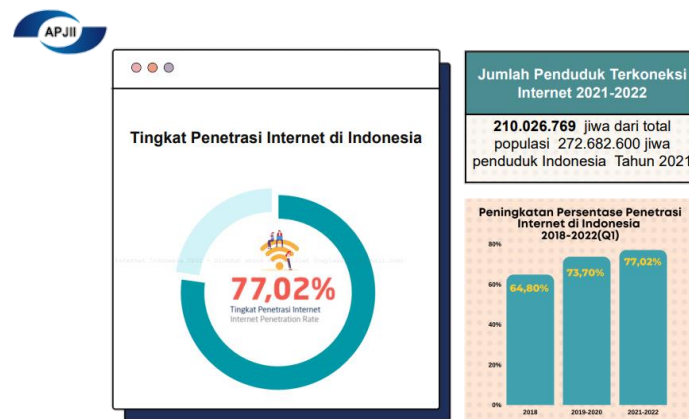 APJII
Tingkat Penetrasi Internet di Indonesia
77,02%
Tingkat Penetrasi Internet
Internet Penetration Rate
Jumlah Penduduk Terkoneksi
Internet 2021-2022
210.026.769 jiwa dari total
populasi 272.682.600 jiwa
penduduk Indonesia Tahun 2021
Peningkatan Persentase Penetrasi
Internet di Indonesia
2018-2022(Q1)
80%
60%
40%
20%
0%
64,80%
73,70%
77,02%
2018
2019-2020
2021-2022